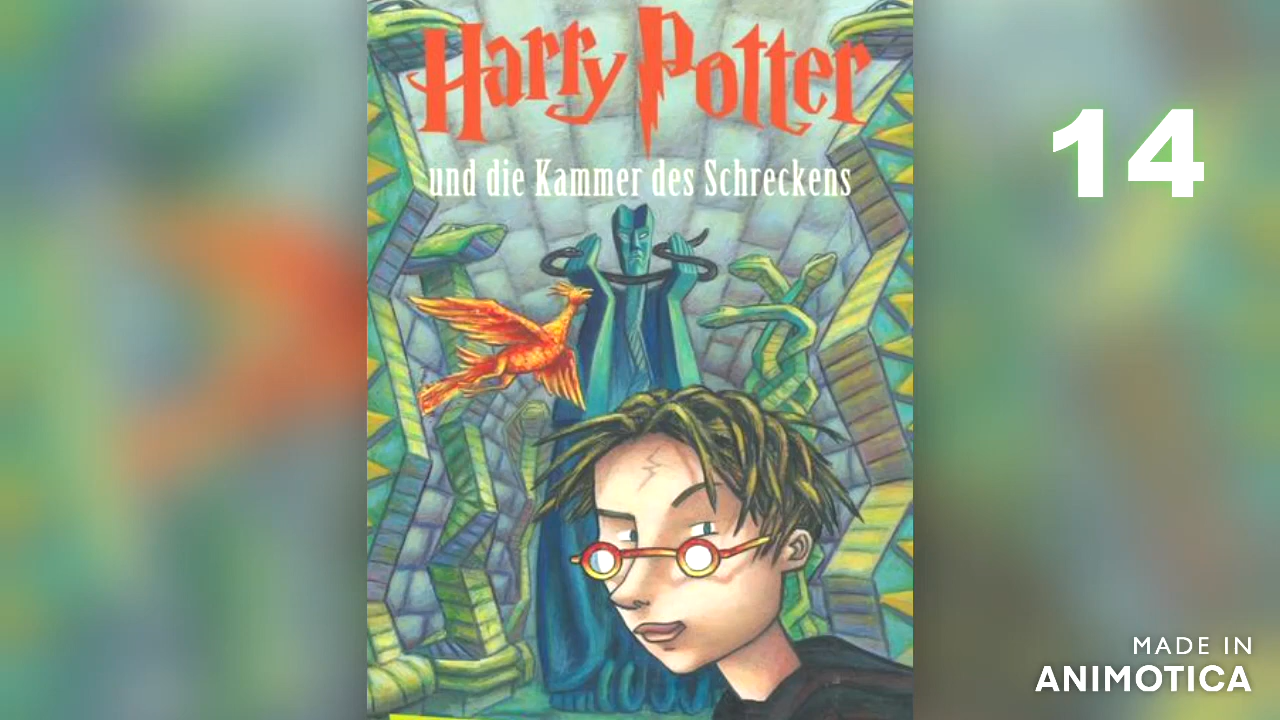 Harry Potter
und die Kammer des Schreckens
14
MADE IN
ANIMOTICA